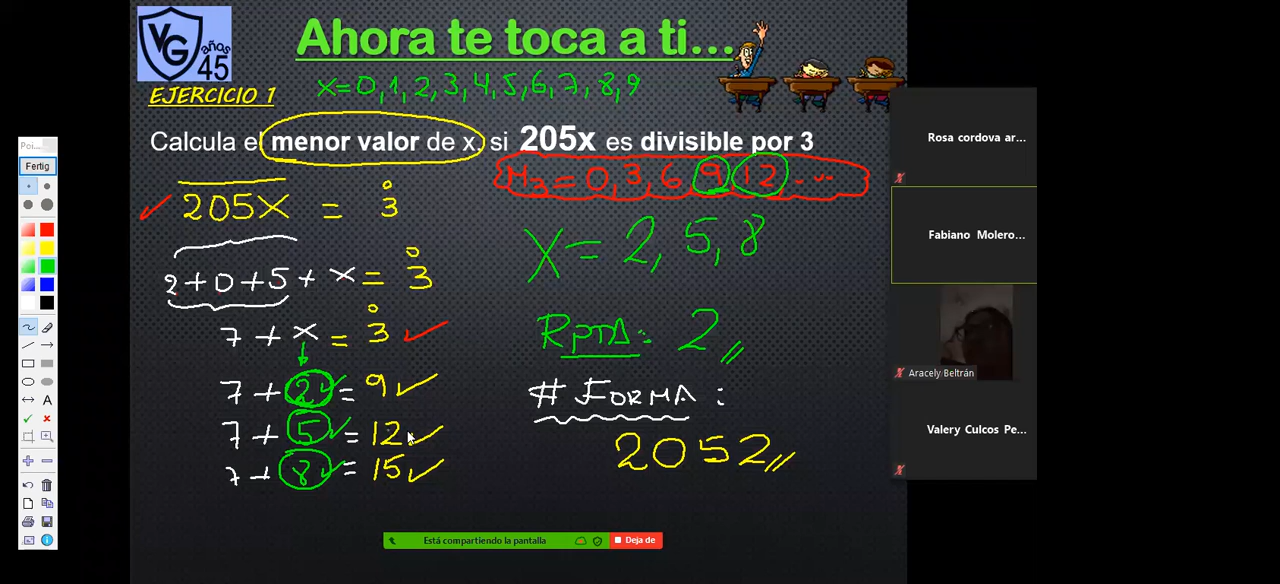 VG años 45
Ahora te toca a ti...
EJERCICIO 1
X=0,1,2,3,4,5,6,7,8,9
Calcula el menor valor de x, si 205x es divisible por 3
M3 = 0,3,6,9,12,...
205X = 3°
2+0+5+x = 3°
7+x = 3°
7+2=9
7+5=12
7+8=15
X=2,5,8
RPTA: 2
# FORMA:
2052
Poi...
Fertig
A
Rosa cordova ar...
Fabiano Molero...
Aracely Beltrán
Valery Culcos Pe...
Está compartiendo la pantalla
Deja de